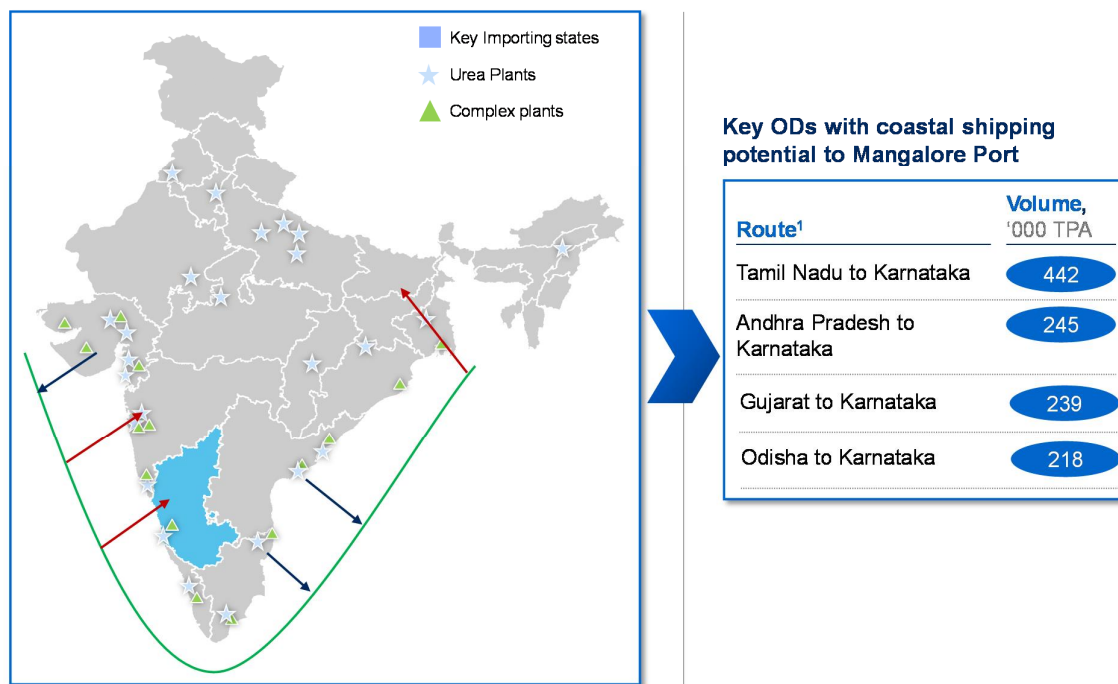 Key Importing states
Urea Plants
Complex plants
Key ODs with coastal shipping
potential to Mangalore Port
Route¹
Volume,
‘000 TPA
Tamil Nadu to Karnataka
442
Andhra Pradesh to
Karnataka
245
Gujarat to Karnataka
239
Odisha to Karnataka
218